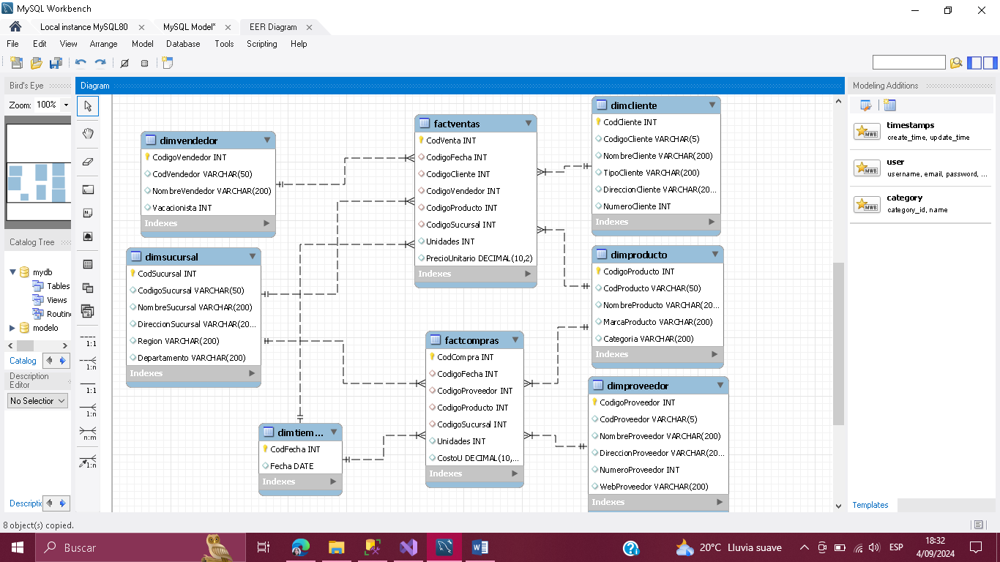 MySQL Workbench
Local instance MySQL80
MySQL Model*
EER Diagram
File Edit View Arrange Model Database Tools Scripting Help
Bird's Eye
Zoom: 100%
Catalog Tree
mydb
Tables
Views
Routin
modelo
Catalog
Description
Editor
No Selection
Descriptic
Diagram
1:1
1:n
1:1
1:n
n:m
1:n
dimvendedor
CodigoVendedor INT
CodVendedor VARCHAR(50)
NombreVendedor VARCHAR(200)
Vacacionista INT
Indexes
dimsucursal
CodSucursal INT
CodigoSucursal VARCHAR(50)
NombreSucursal VARCHAR(200)
DireccionSucursal VARCHAR(20...
Region VARCHAR(200)
Departamento VARCHAR(200)
Indexes
dimtiem...
CodFecha INT
Fecha DATE
Indexes
factventas
CodVenta INT
CodigoFecha INT
CodigoCliente INT
CodigoVendedor INT
CodigoProducto INT
CodigoSucursal INT
Unidades INT
PrecioUnitario DECIMAL(10,2)
Indexes
factcompras
CodCompra INT
CodigoFecha INT
CodigoProveedor INT
CodigoProducto INT
CodigoSucursal INT
Unidades INT
CostoU DECIMAL(10,...
Indexes
dimcliente
CodCliente INT
CodigoCliente VARCHAR(5)
NombreCliente VARCHAR(200)
TipoCliente VARCHAR(200)
DireccionCliente VARCHAR(20...
NumeroCliente INT
Indexes
dimproducto
CodigoProducto INT
CodProducto VARCHAR(50)
NombreProducto VARCHAR(20...
MarcaProducto VARCHAR(200)
Categoria VARCHAR(200)
Indexes
dimproveedor
CodigoProveedor INT
CodProveedor VARCHAR(5)
NombreProveedor VARCHAR(200)
DireccionProveedor VARCHAR(20...
NumeroProveedor INT
WebProveedor VARCHAR(200)
Indexes
Modeling Additions
MWB
timestamps
create_time, update_time
MWB
user
username, email, password, ...
MWB
category
category_id, name
Templates
8 object(s) copied.
Buscar
20°C Lluvia suave
ESP
18:32
4/09/2024